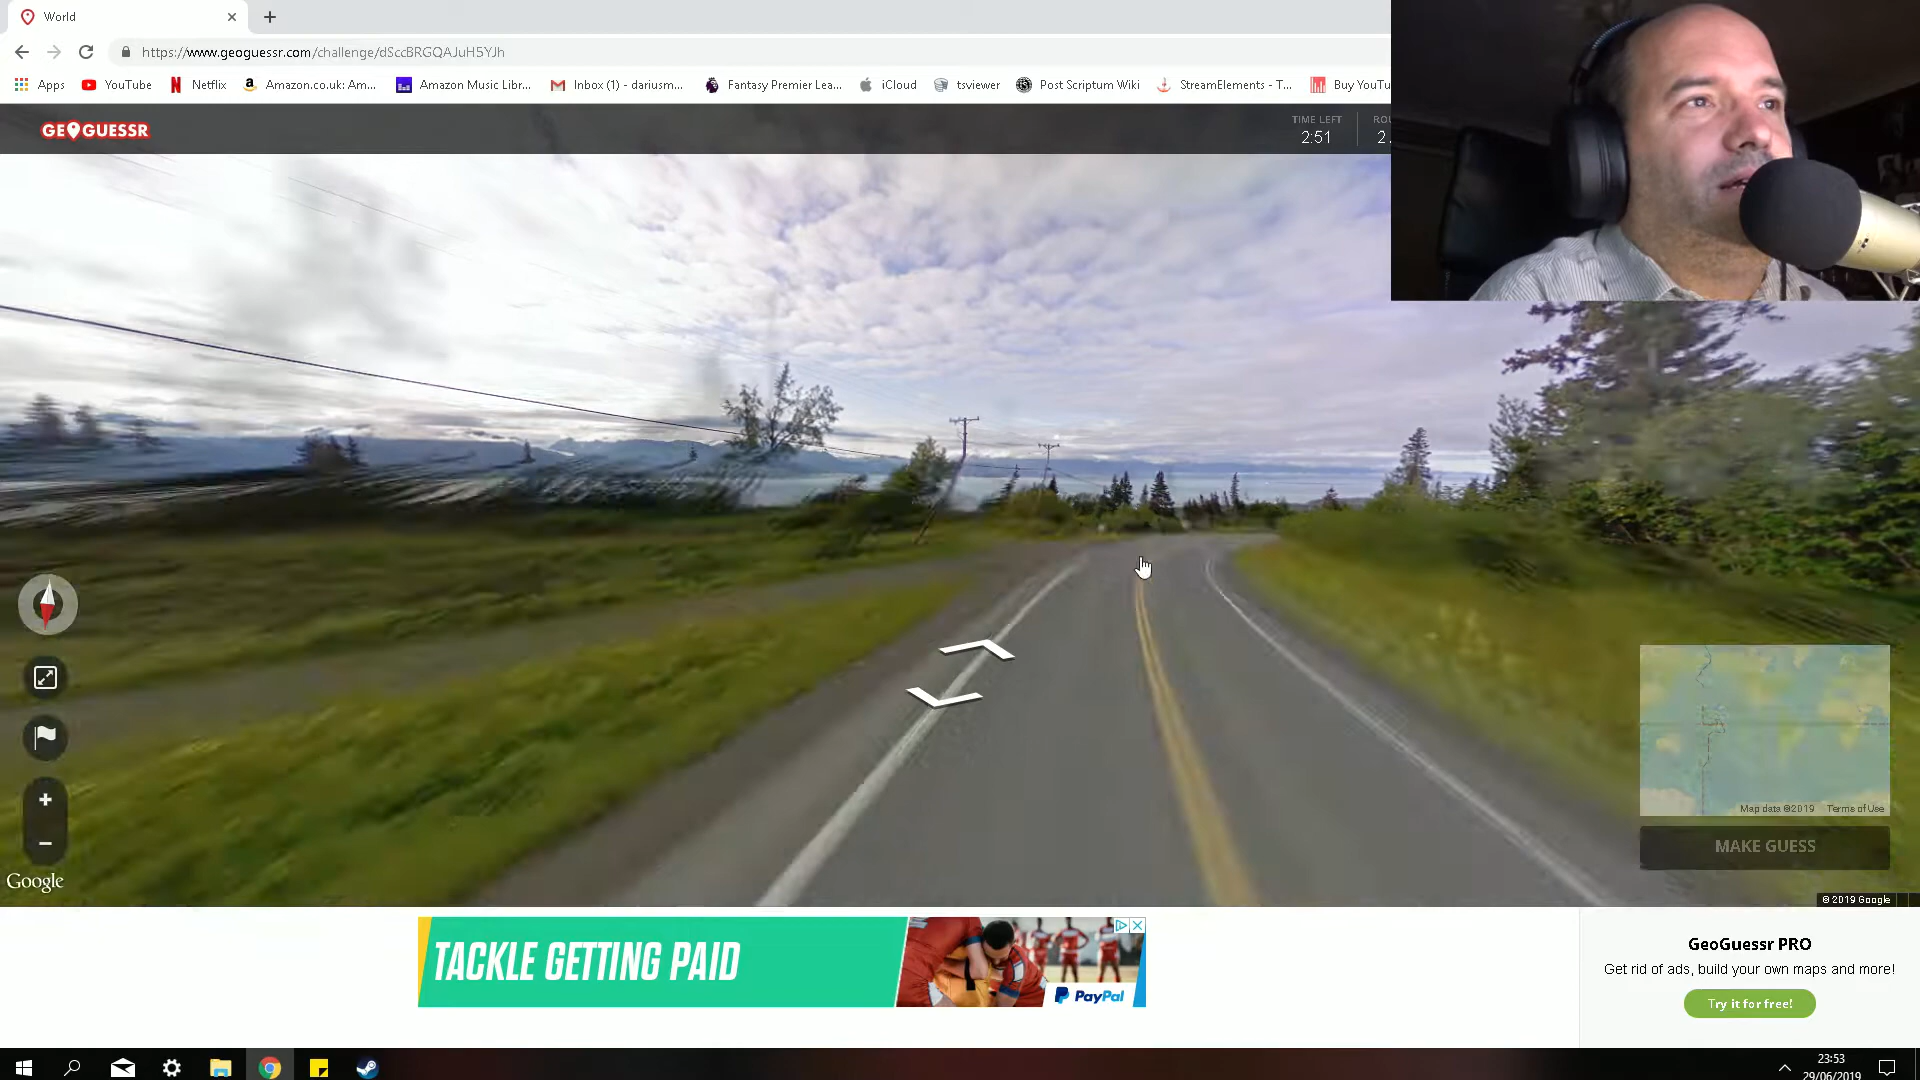 World
https://www.geoguessr.com/challenge/dSccBRGQAJuH5YJh
Apps YouTube Netflix Amazon.co.uk: Am... Amazon Music Libr... Inbox (1) - dariusm... Fantasy Premier Lea... iCloud tsviewer Post Scriptum Wiki StreamElements - T... Buy YouTu
GEOGUESSR
TIME LEFT
2:51
ROU
2
Map data ©2019 Terms of Use
MAKE GUESS
Google
© 2019 Google
TACKLE GETTING PAID
PayPal
GeoGuessr PRO
Get rid of ads, build your own maps and more!
Try it for free!
23:53
29/06/2019